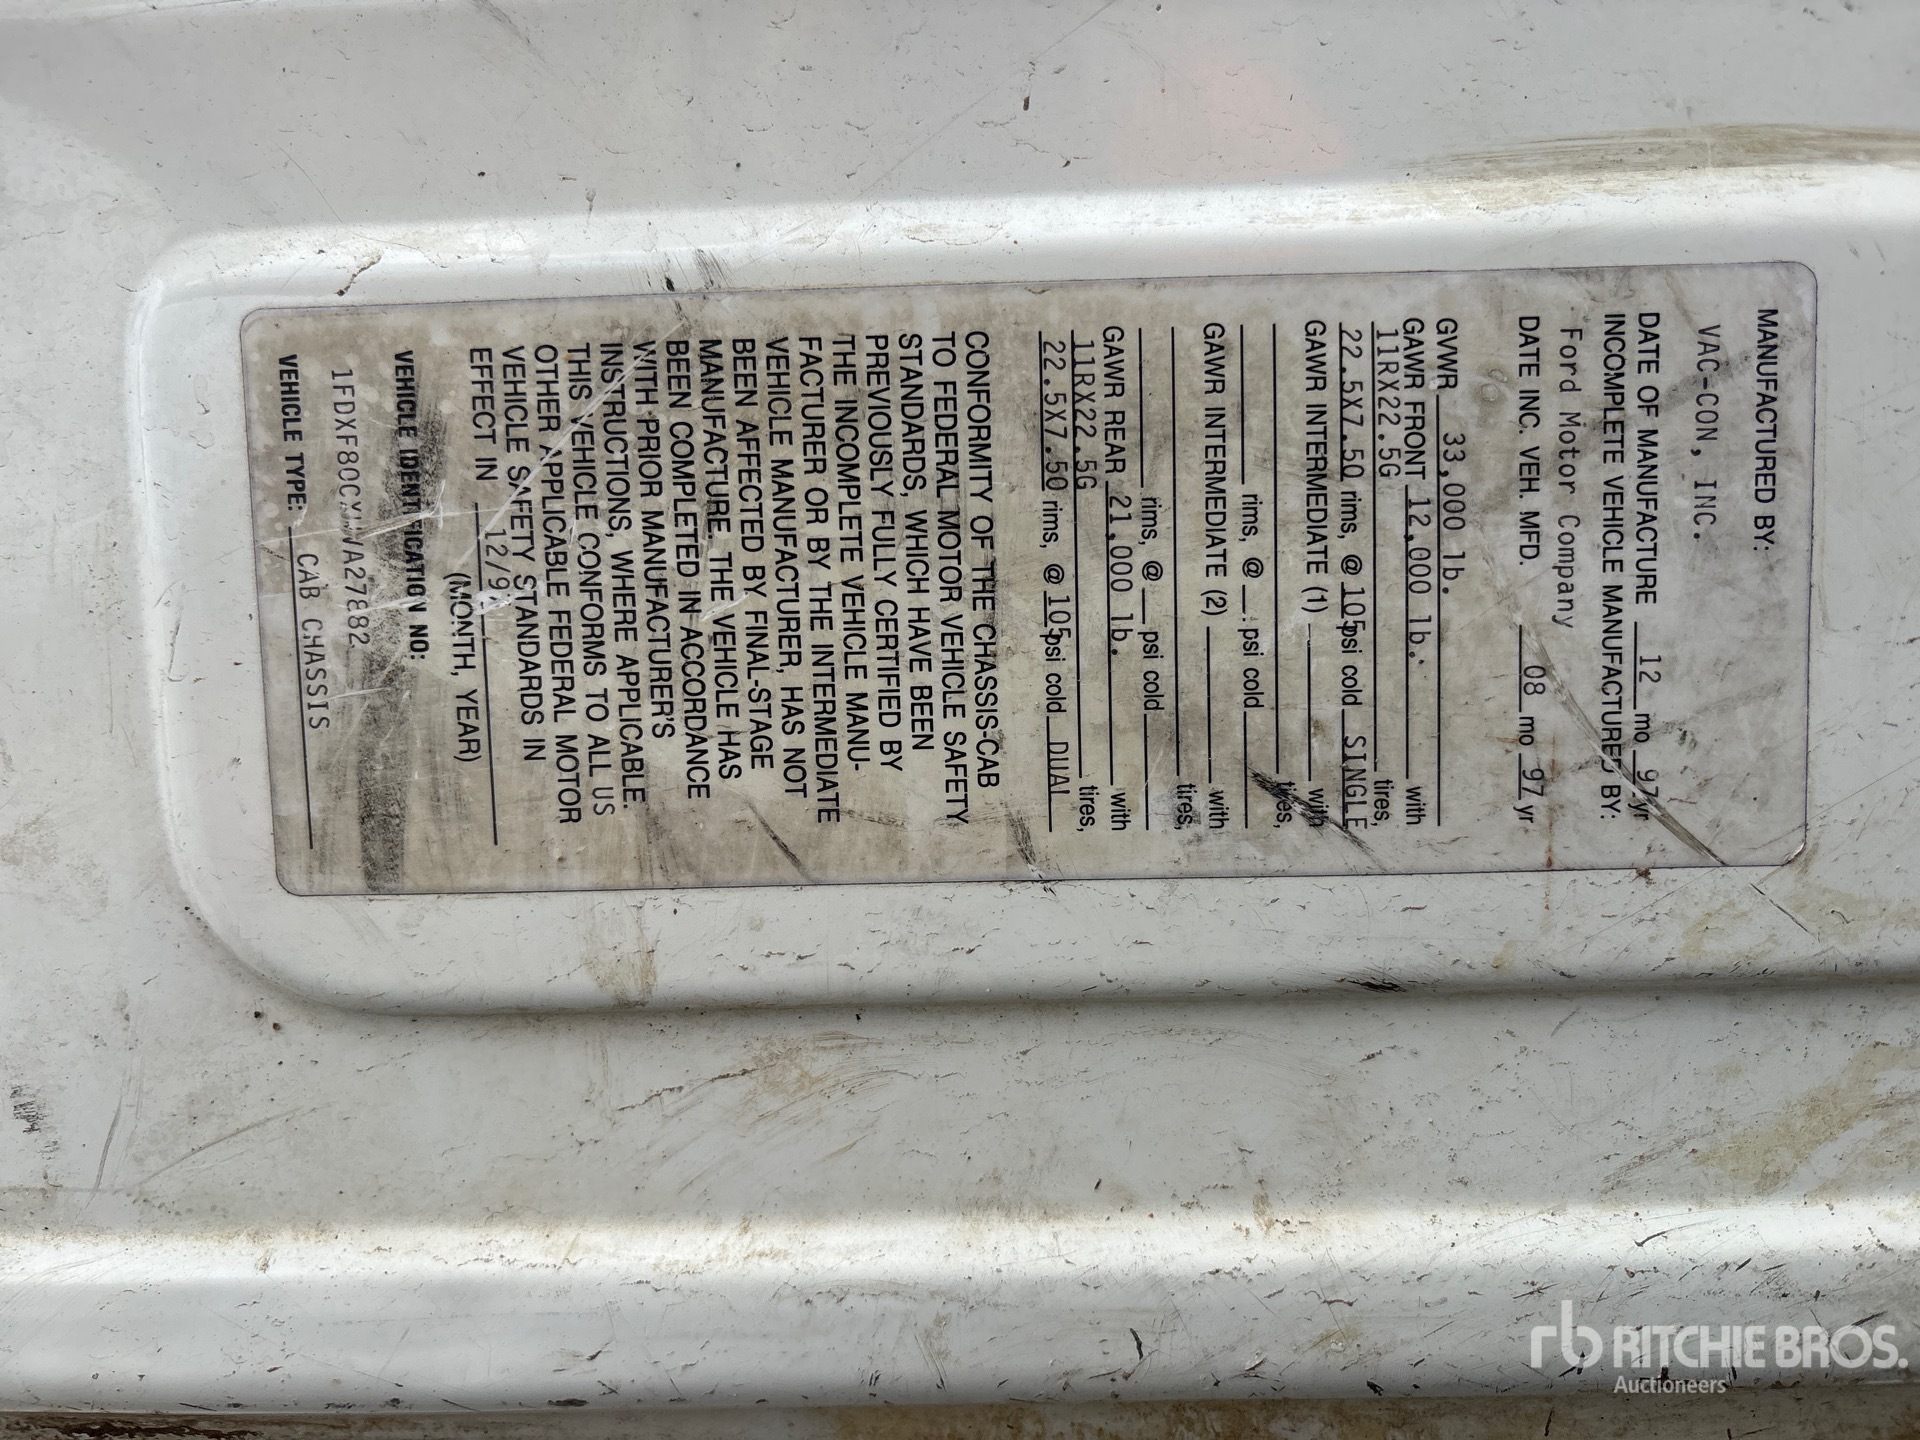 MANUFACTURED BY:
VAC-CON, INC.
DATE OF MANUFACTURE 12 mo 97 yr
INCOMPLETE VEHICLE MANUFACTURED BY:
Ford Motor Company
DATE INC. VEH. MFD. 08 mo 97 yr
GVWR 33,000 lb.
GAWR FRONT 12,000 lb. with
11RX22.5G tires,
22.5X7.50 rims, @ 105 psi cold SINGLE
GAWR INTERMEDIATE (1) with
tires,
rims, @ psi cold
GAWR INTERMEDIATE (2) with
tires,
rims, @ psi cold
GAWR REAR 21,000 lb. with
11RX22.5G tires,
22.5X7.50 rims, @ 105 psi cold DUAL
CONFORMITY OF THE CHASSIS-CAB
TO FEDERAL MOTOR VEHICLE SAFETY
STANDARDS, WHICH HAVE BEEN
PREVIOUSLY FULLY CERTIFIED BY
THE INCOMPLETE VEHICLE MANU-
FACTURER OR BY THE INTERMEDIATE
VEHICLE MANUFACTURER, HAS NOT
BEEN AFFECTED BY FINAL-STAGE
MANUFACTURE. THE VEHICLE HAS
BEEN COMPLETED IN ACCORDANCE
WITH PRIOR MANUFACTURER'S
INSTRUCTIONS, WHERE APPLICABLE.
THIS VEHICLE CONFORMS TO ALL US
OTHER APPLICABLE FEDERAL MOTOR
VEHICLE SAFETY STANDARDS IN
EFFECT IN
(MONTH, YEAR)
VEHICLE IDENTIFICATION NO:
VEHICLE TYPE: CAB CHASSIS
rb RITCHIE BROS.
Auctioneers